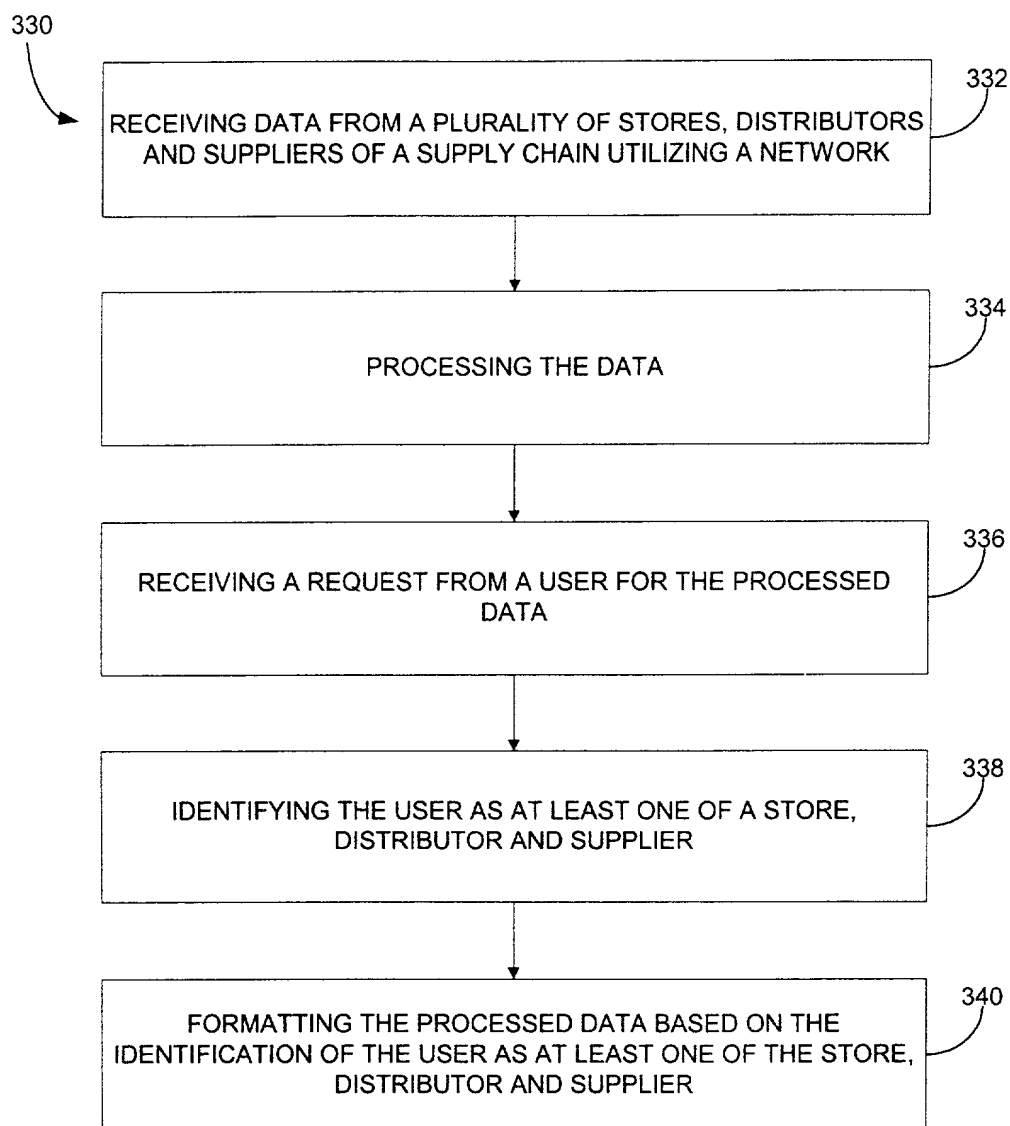 330
332
RECEIVING DATA FROM A PLURALITY OF STORES, DISTRIBUTORS
AND SUPPLIERS OF A SUPPLY CHAIN UTILIZING A NETWORK
334
PROCESSING THE DATA
336
RECEIVING A REQUEST FROM A USER FOR THE PROCESSED
DATA
338
IDENTIFYING THE USER AS AT LEAST ONE OF A STORE,
DISTRIBUTOR AND SUPPLIER
340
FORMATTING THE PROCESSED DATA BASED ON THE
IDENTIFICATION OF THE USER AS AT LEAST ONE OF THE STORE,
DISTRIBUTOR AND SUPPLIER